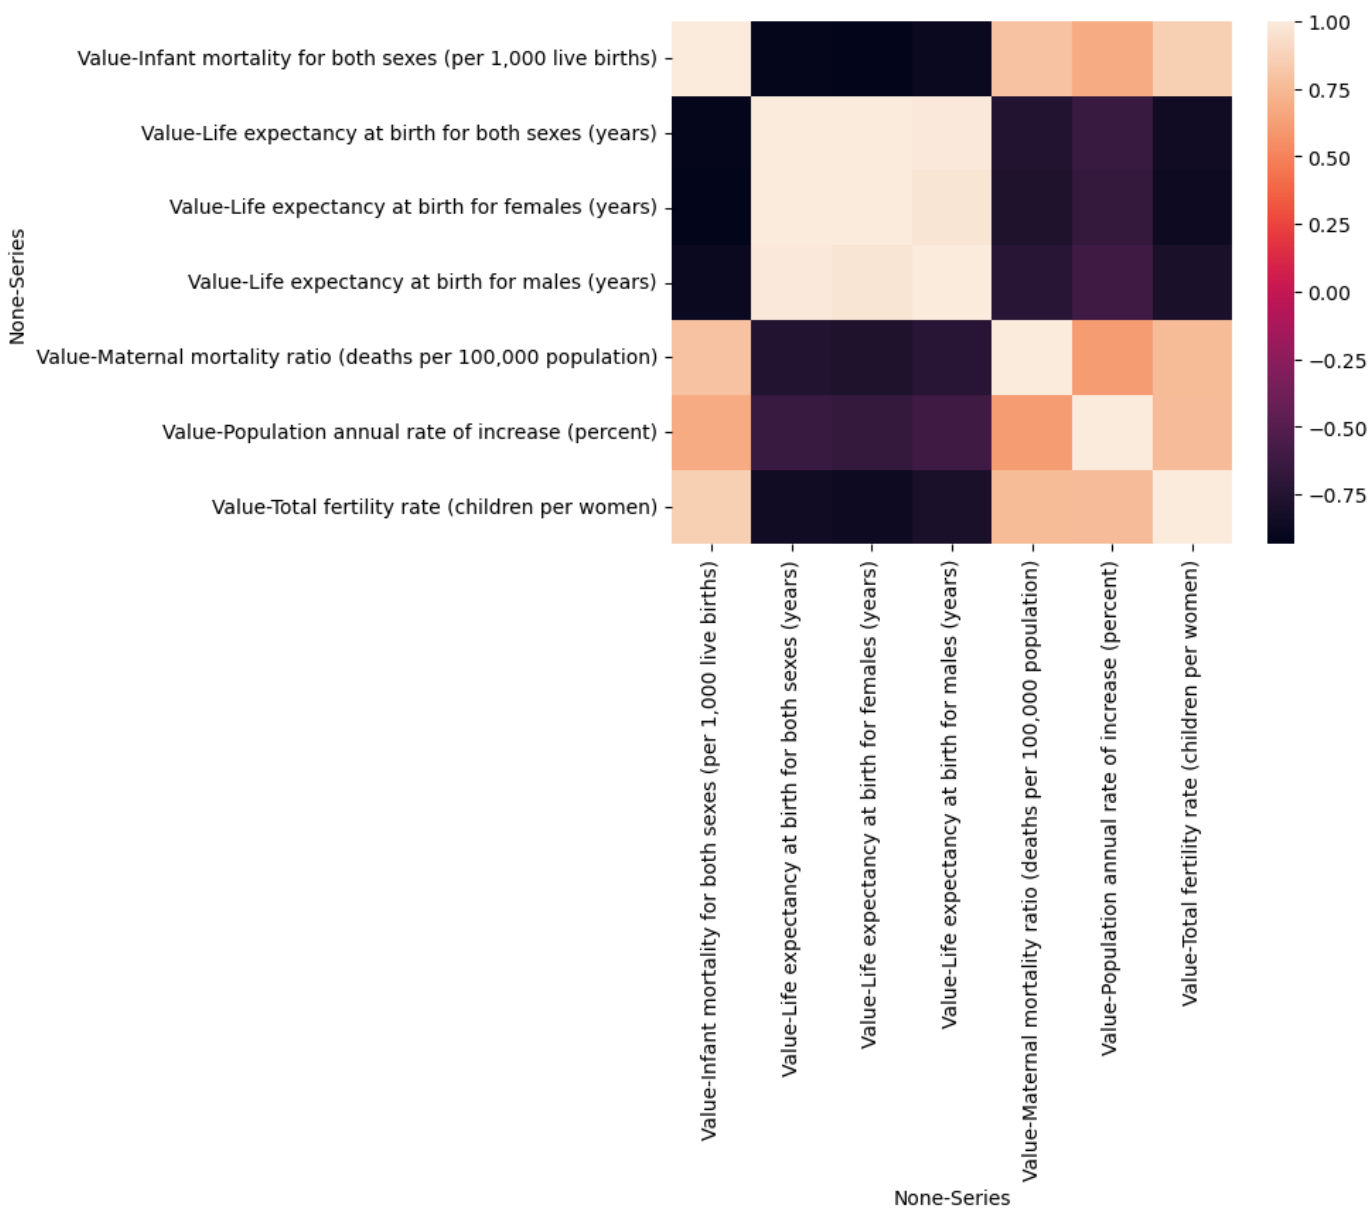 Value-Infant mortality for both sexes (per 1,000 live births)
Value-Life expectancy at birth for both sexes (years)
Value-Life expectancy at birth for females (years)
Value-Life expectancy at birth for males (years)
Value-Maternal mortality ratio (deaths per 100,000 population)
Value-Population annual rate of increase (percent)
Value-Total fertility rate (children per women)
None-Series
Value-Infant mortality for both sexes (per 1,000 live births)
Value-Life expectancy at birth for both sexes (years)
Value-Life expectancy at birth for females (years)
Value-Life expectancy at birth for males (years)
Value-Maternal mortality ratio (deaths per 100,000 population)
Value-Population annual rate of increase (percent)
Value-Total fertility rate (children per women)
None-Series
1.00
0.75
0.50
0.25
0.00
−0.25
−0.50
−0.75